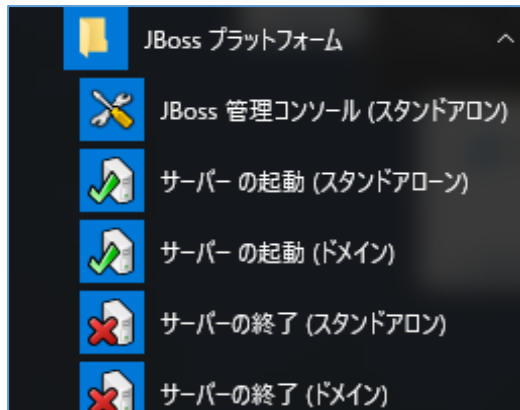 JBoss プラットフォーム
JBoss 管理コンソール (スタンドアロン)
サーバー の起動 (スタンドアローン)
サーバー の起動 (ドメイン)
サーバーの終了 (スタンドアロン)
サーバーの終了 (ドメイン)